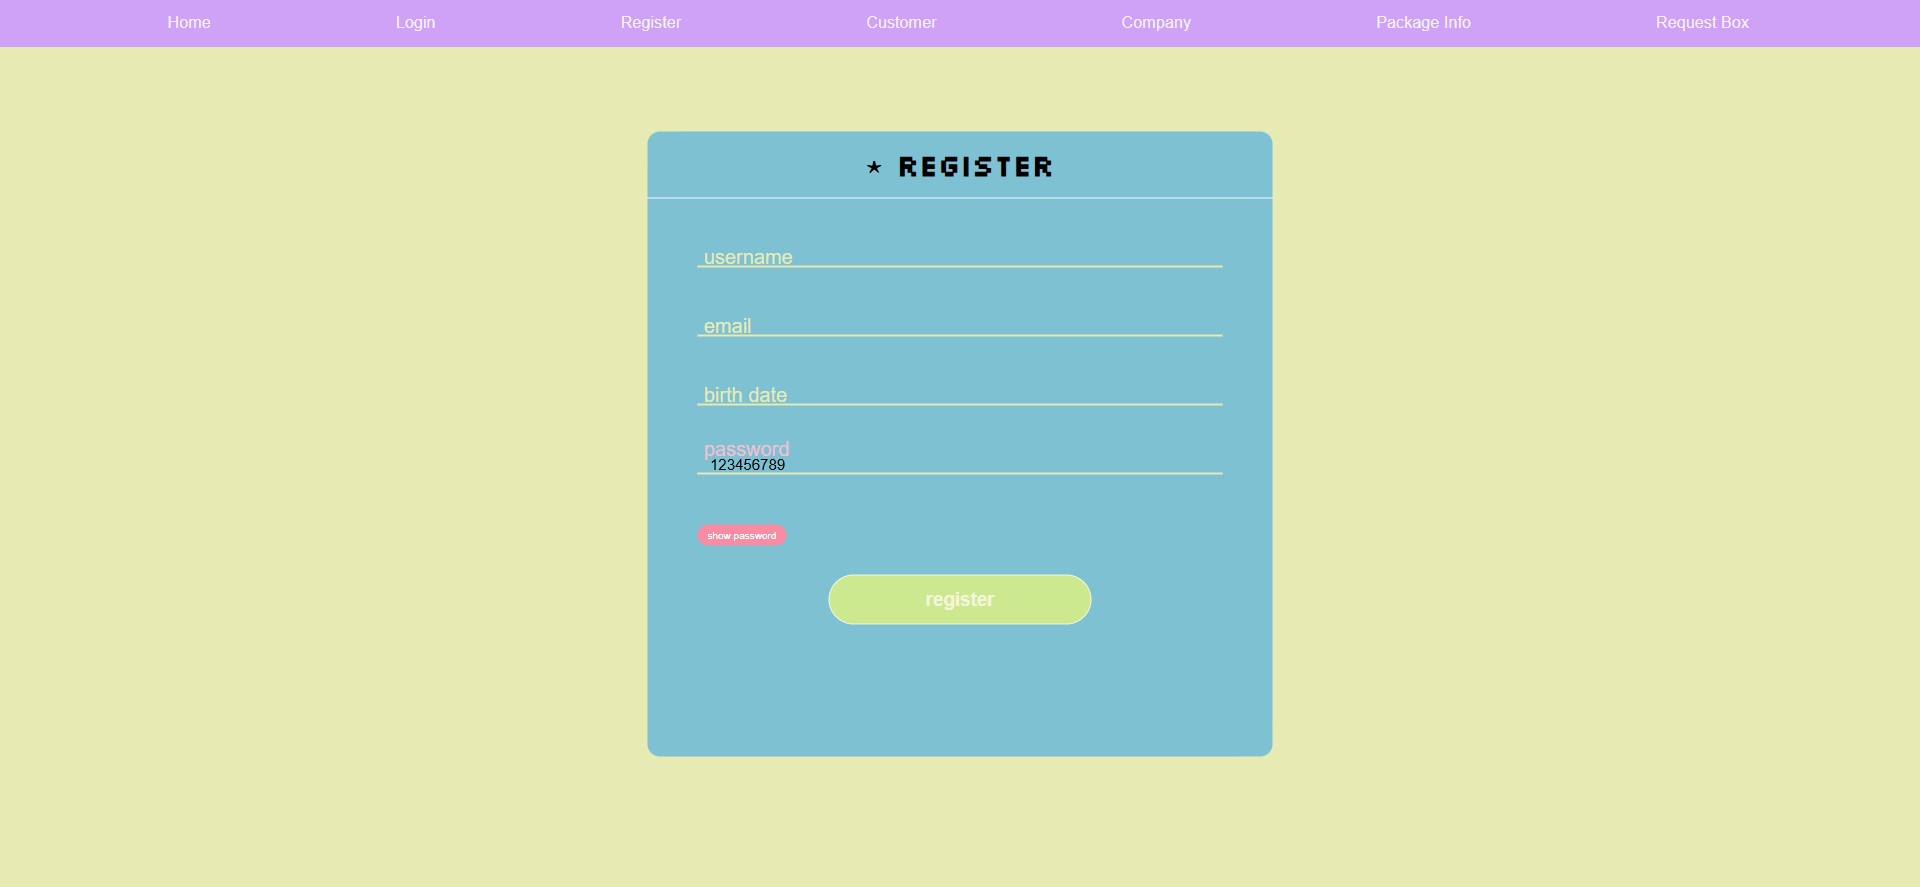 Home Login Register Customer Company Package Info Request Box
★ REGISTER
username
email
birth date
password
123456789
show password
register